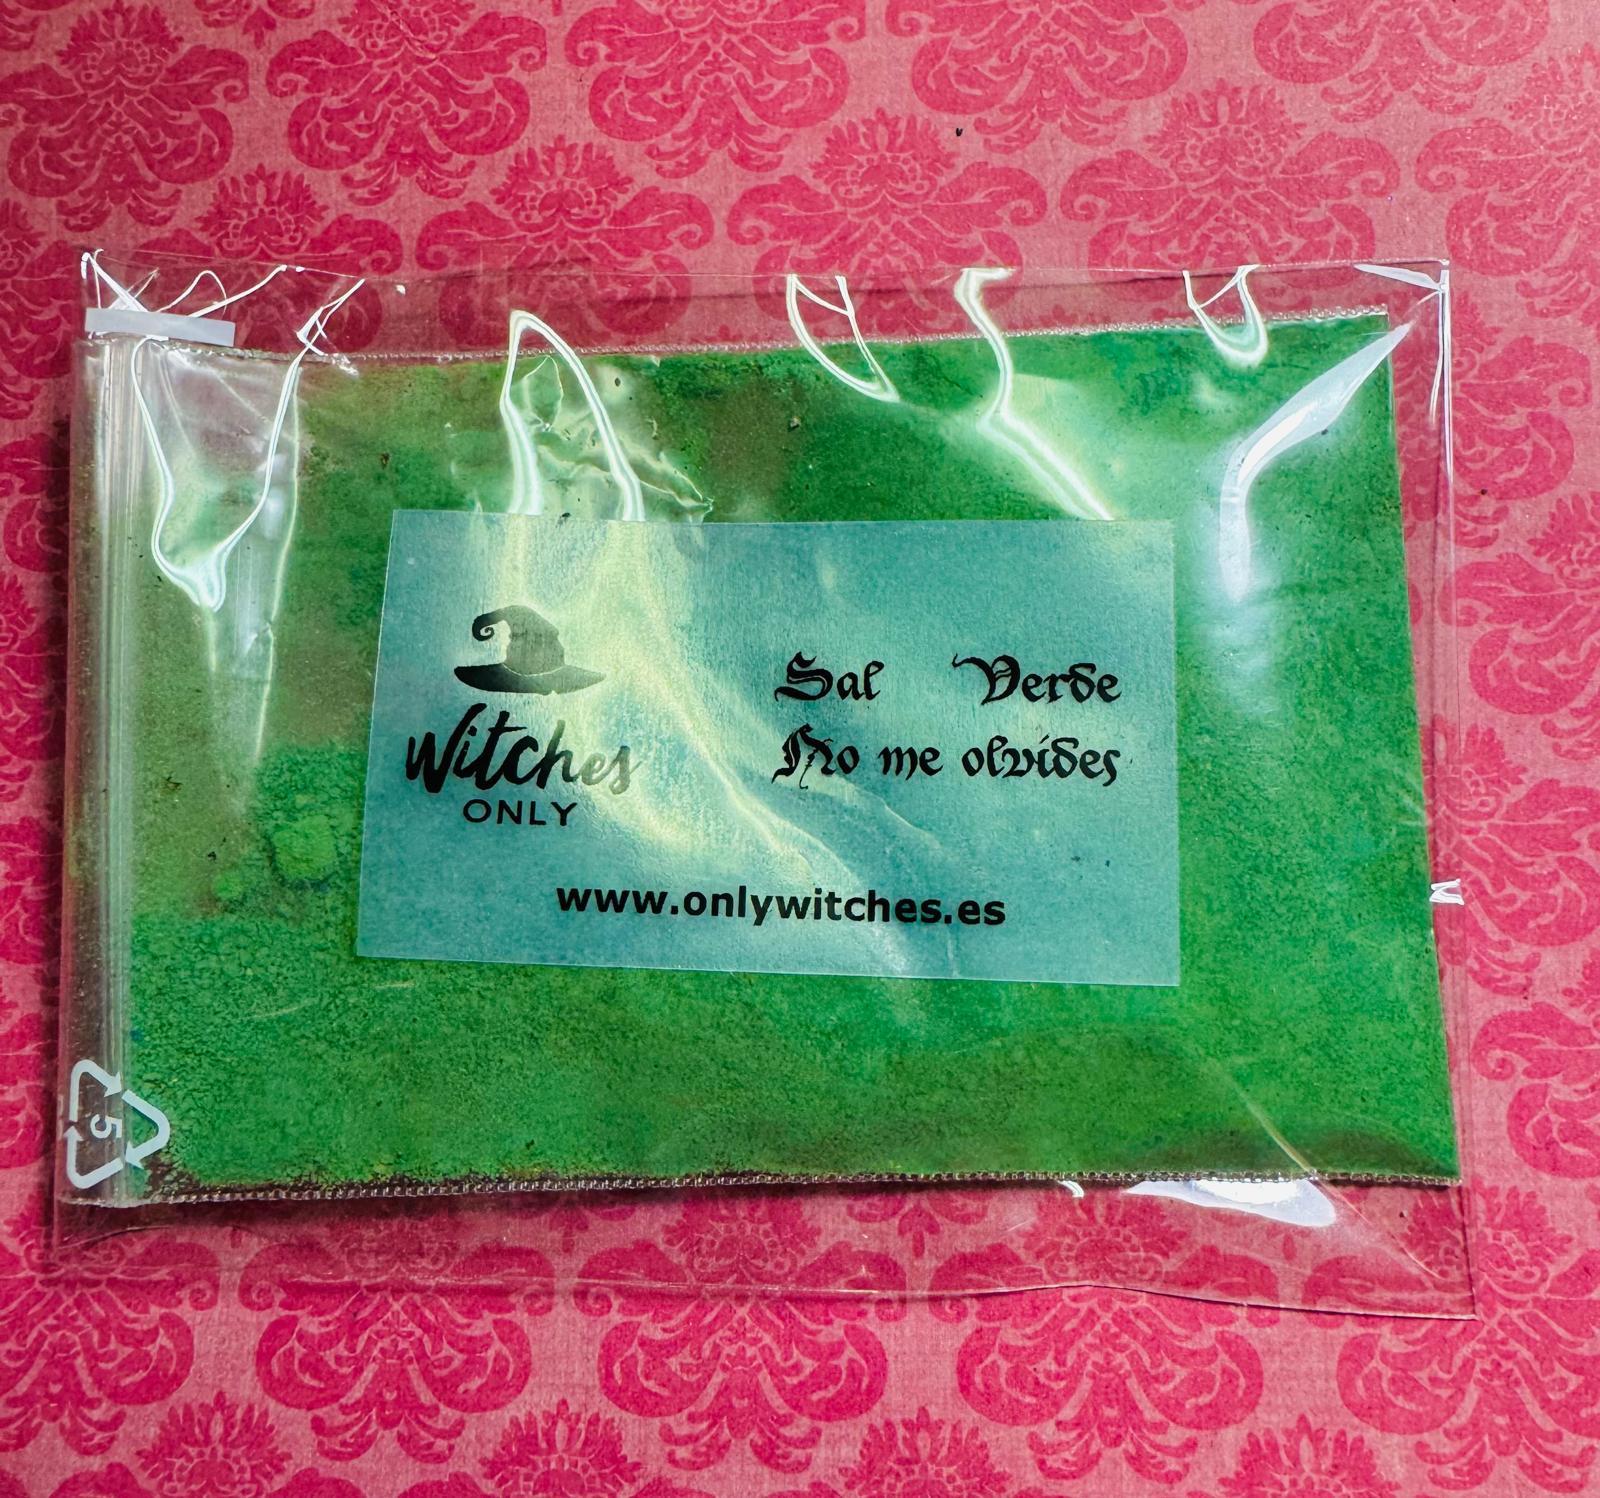 Witches
ONLY
Sal Verde
No me olvides
www.onlywitches.es
5